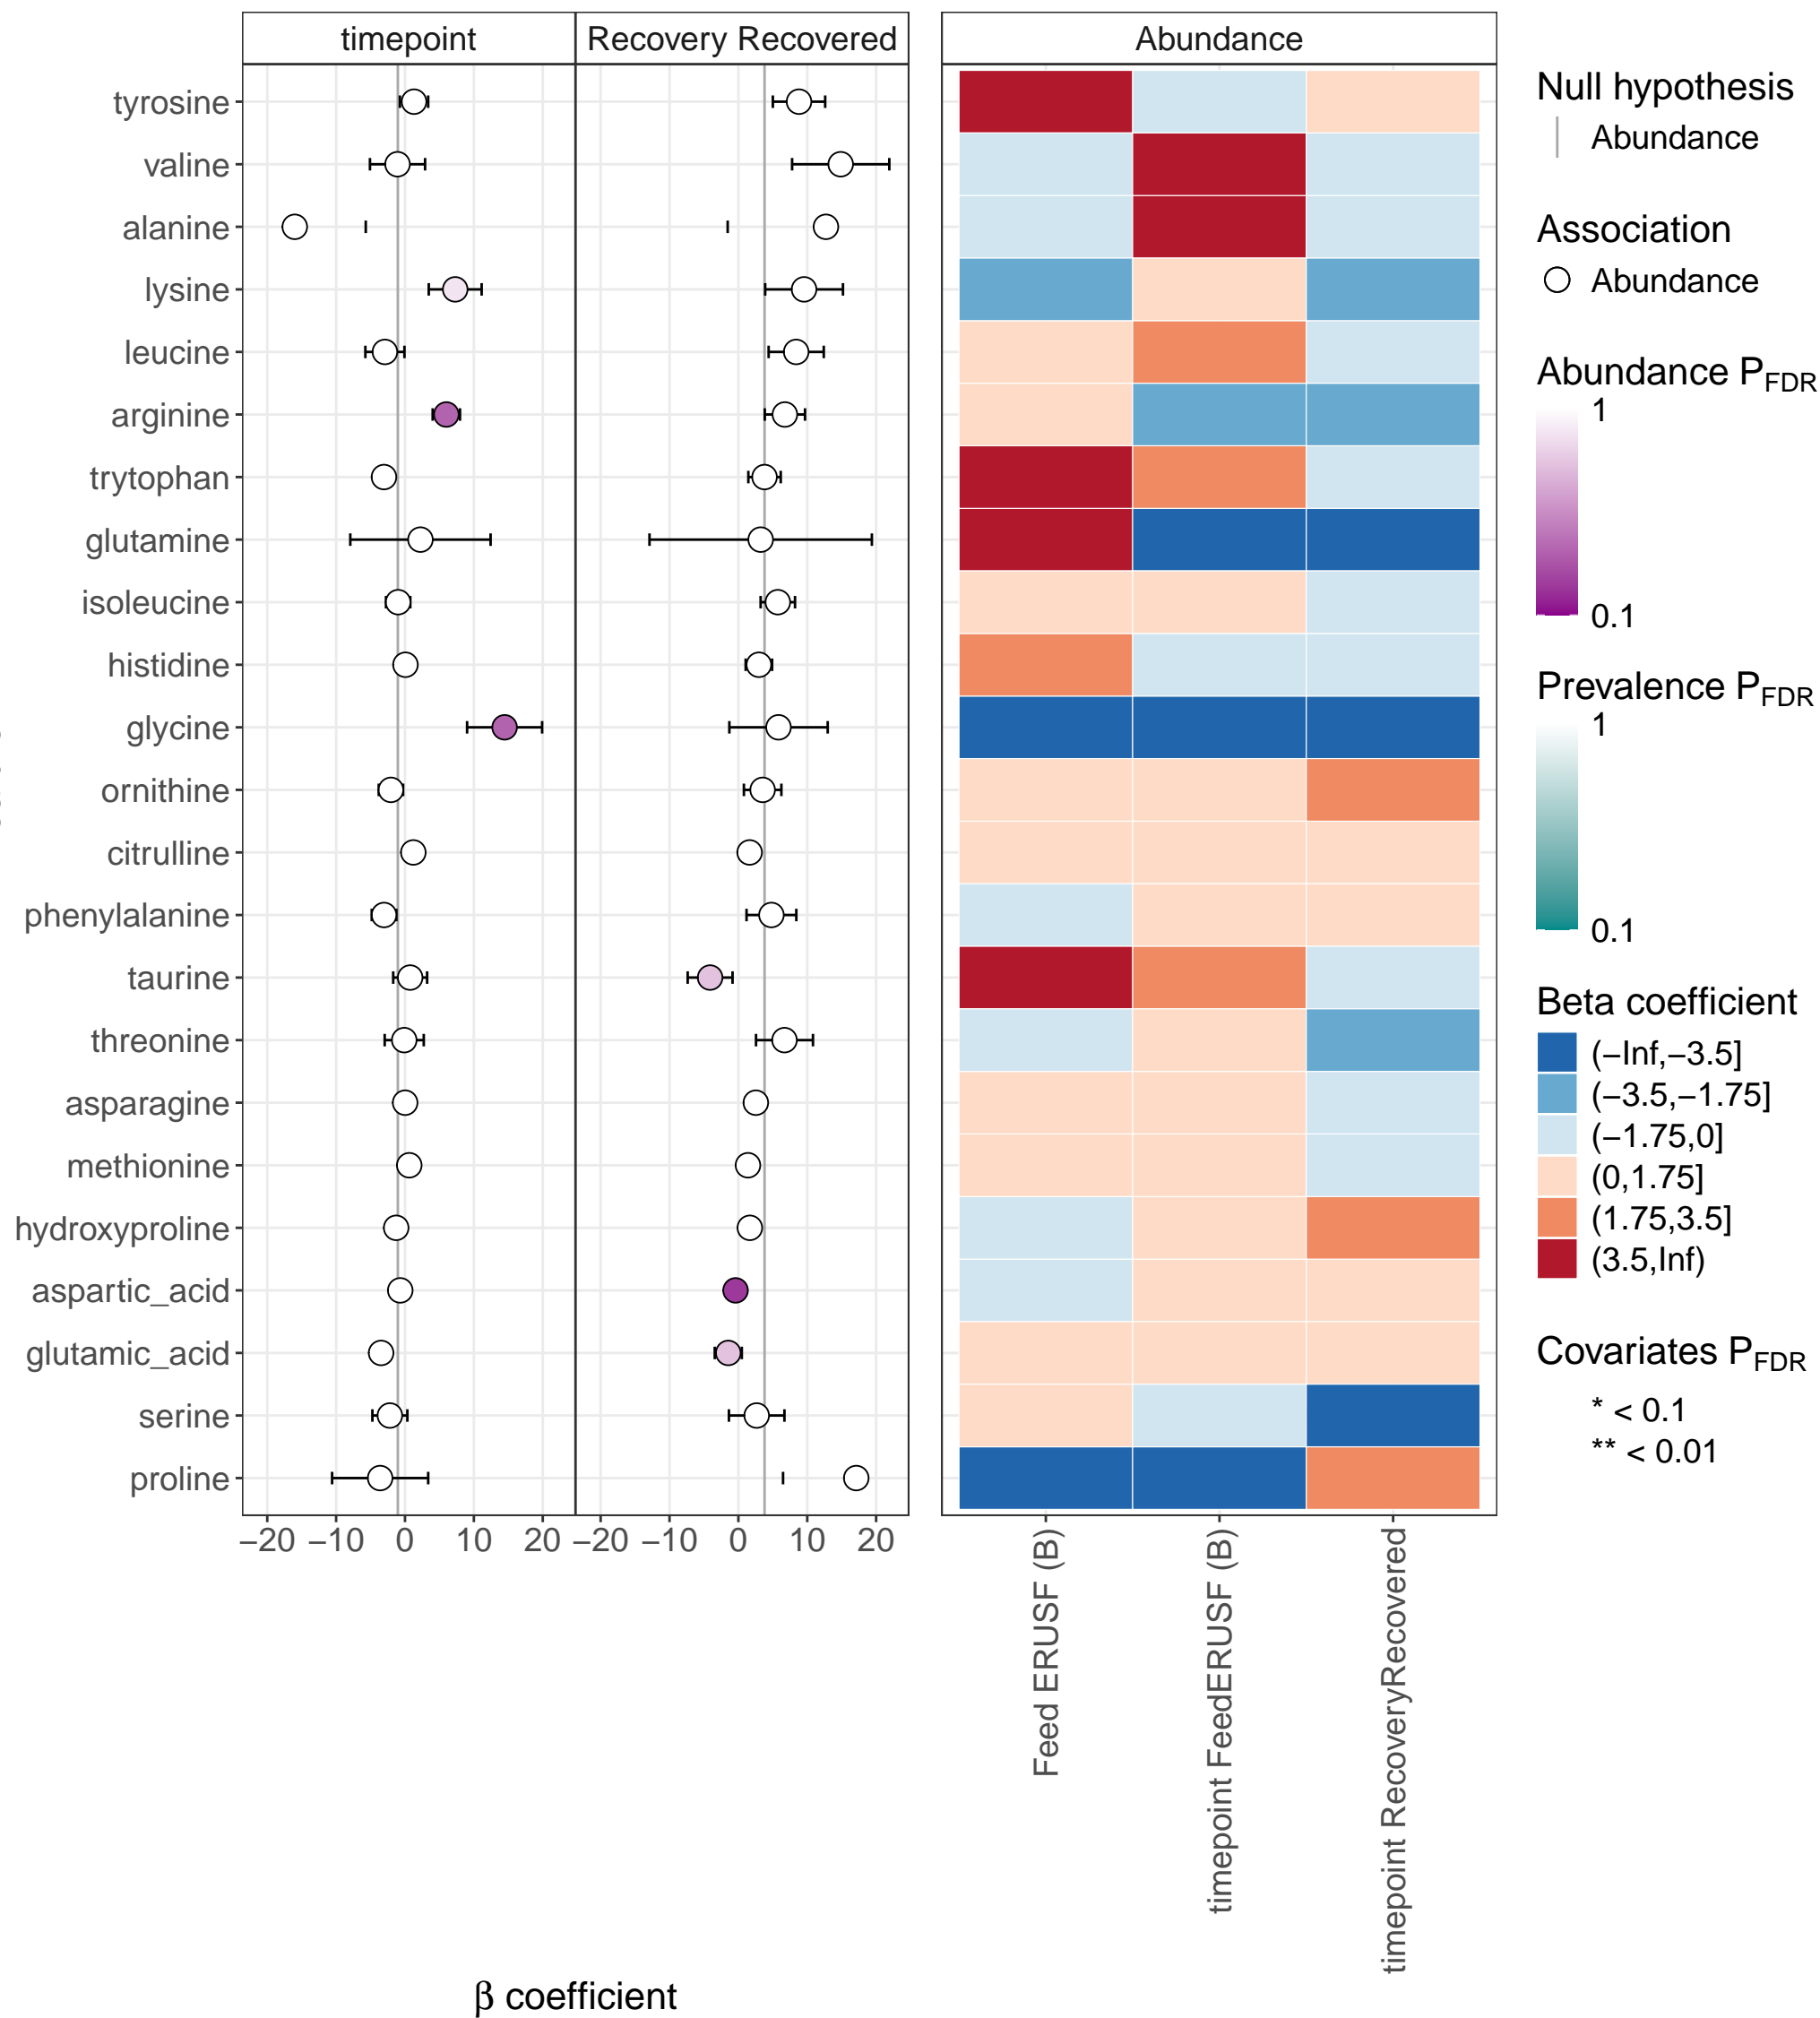 timepoint
Recovery Recovered
Abundance
tyrosine
valine
alanine
lysine
leucine
arginine
trytophan
glutamine
isoleucine
histidine
glycine
ornithine
citrulline
phenylalanine
taurine
threonine
asparagine
methionine
hydroxyproline
aspartic_acid
glutamic_acid
serine
proline
−20 −10 0 10 20
−20 −10 0 10 20
β coefficient
Feed ERUSF (B)
timepoint FeedERUSF (B)
timepoint RecoveryRecovered
Null hypothesis
Abundance
Association
Abundance
Abundance PFDR
1
0.1
Prevalence PFDR
1
0.1
Beta coefficient
(−Inf,−3.5]
(−3.5,−1.75]
(−1.75,0]
(0,1.75]
(1.75,3.5]
(3.5,Inf)
Covariates PFDR
* < 0.1
** < 0.01